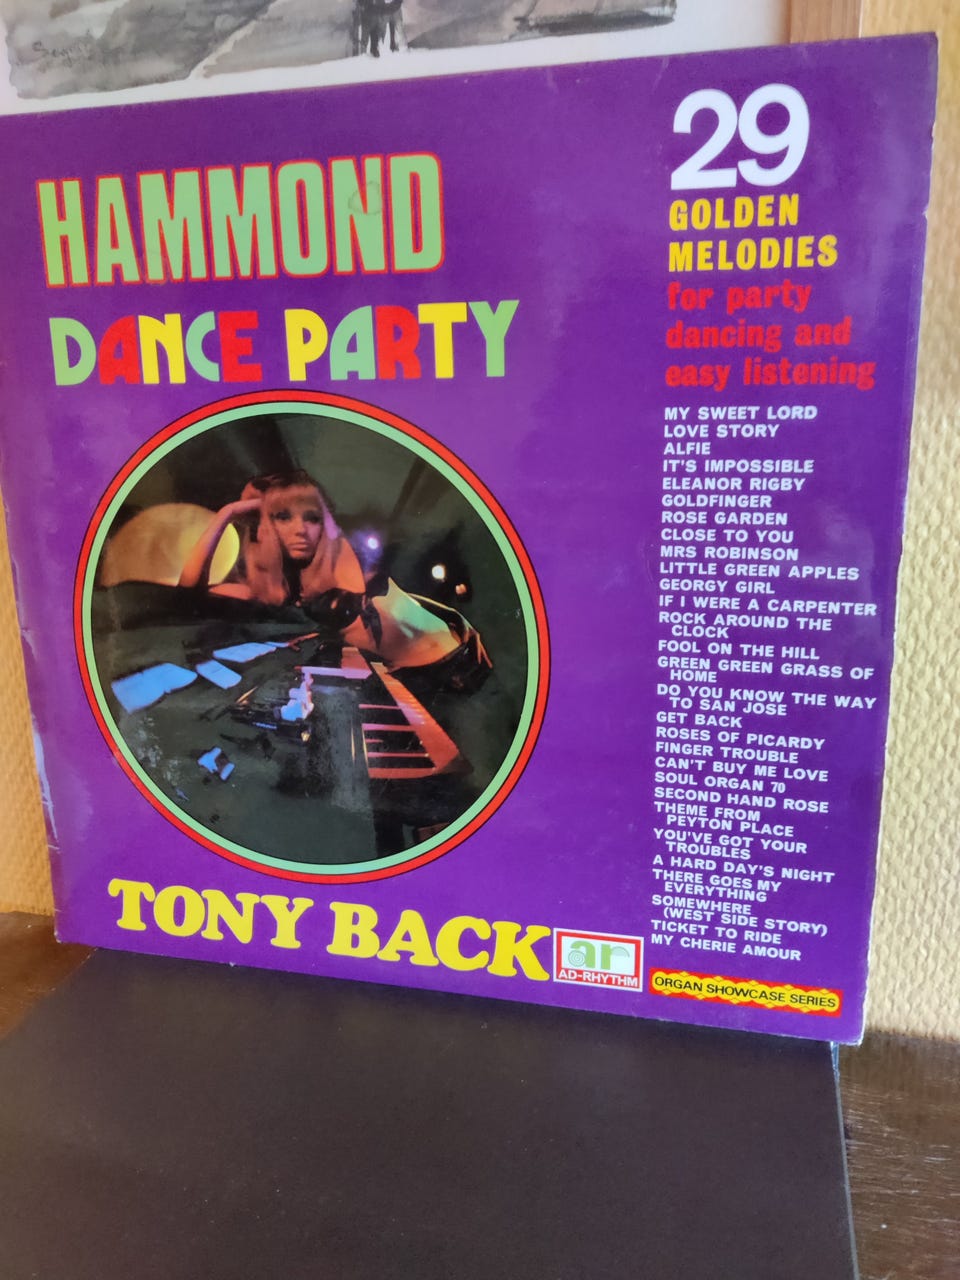 HAMMOND
DANCE PARTY
29
GOLDEN
MELODIES
for party
dancing and
easy listening
MY SWEET LORD
LOVE STORY
ALFIE
IT'S IMPOSSIBLE
ELEANOR RIGBY
GOLDFINGER
ROSE GARDEN
CLOSE TO YOU
MRS ROBINSON
LITTLE GREEN APPLES
GEORGY GIRL
IF I WERE A CARPENTER
ROCK AROUND THE
CLOCK
FOOL ON THE HILL
GREEN GREEN GRASS OF
HOME
DO YOU KNOW THE WAY
TO SAN JOSE
GET BACK
ROSES OF PICARDY
FINGER TROUBLE
CAN'T BUY ME LOVE
SOUL ORGAN 70
SECOND HAND ROSE
THEME FROM
PEYTON PLACE
YOU'VE GOT YOUR
TROUBLES
A HARD DAY'S NIGHT
THERE GOES MY
EVERYTHING
SOMEWHERE
(WEST SIDE STORY)
TICKET TO RIDE
MY CHERIE AMOUR
TONY BACK
ar
AD-RHYTHM
ORGAN SHOWCASE SERIES